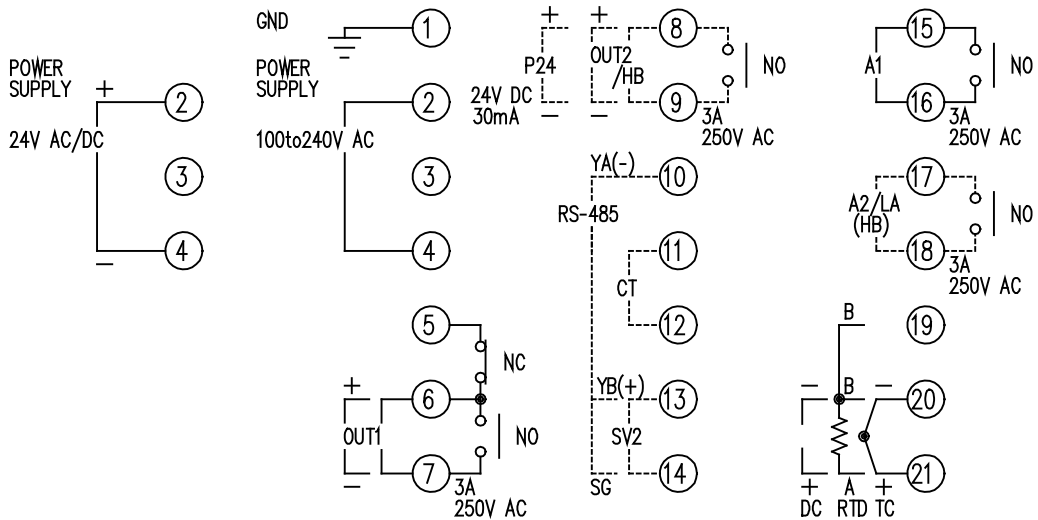 POWER
SUPPLY
+
2
24V AC/DC
3
4
−
GND
1
POWER
SUPPLY
2
100to240V AC
3
4
5
NC
+
6
OUT1
NO
−
7
3A
250V AC
+
+
8
P24
OUT2
/HB
NO
24V DC
30mA
−
−
9
3A
250V AC
YA(-)
10
RS-485
11
CT
12
YB(+)
13
SV2
SG
14
15
A1
NO
16
3A
250V AC
17
A2/LA
(HB)
NO
18
3A
250V AC
B
19
−
B
−
20
21
+
A
+
DC
RTD
TC